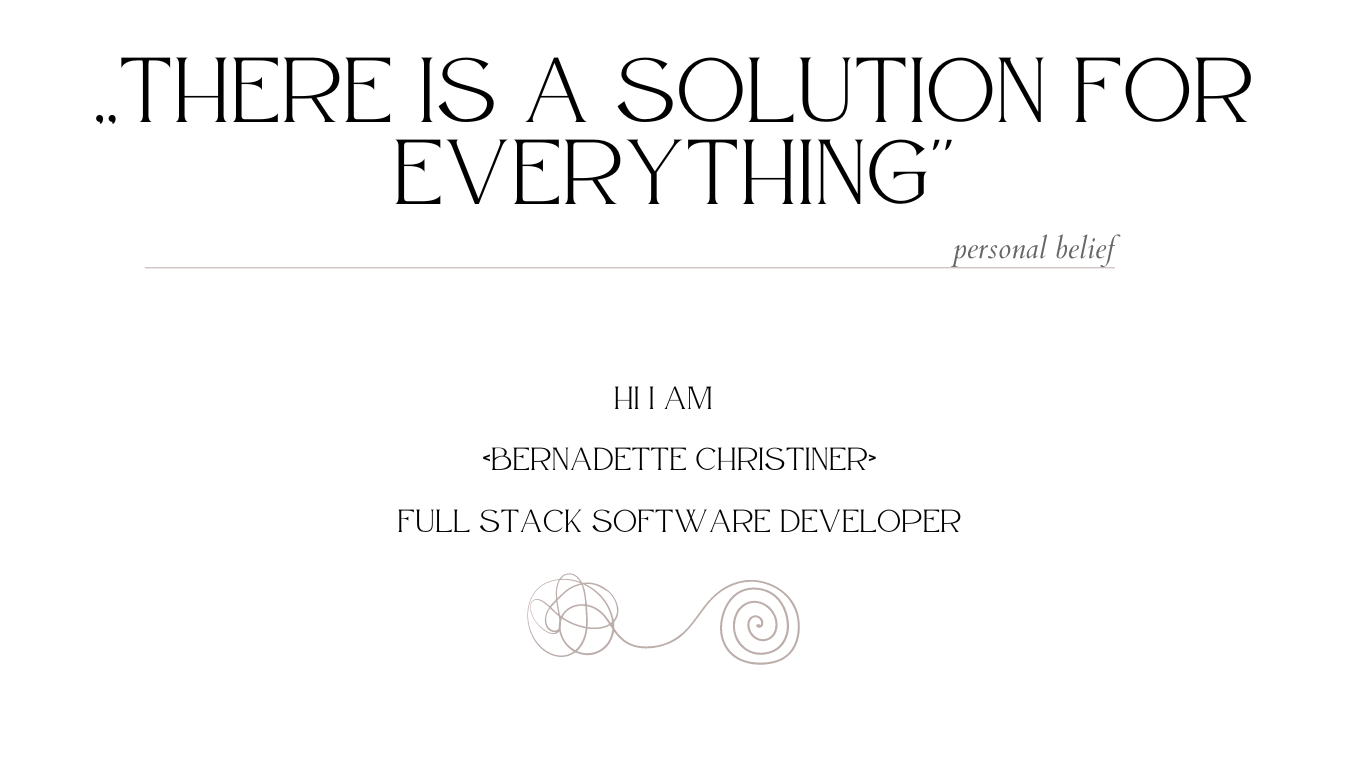 „THERE IS A SOLUTION FOR
EVERYTHING”
personal belief
HI I AM
<BERNADETTE CHRISTINER>
FULL STACK SOFTWARE DEVELOPER